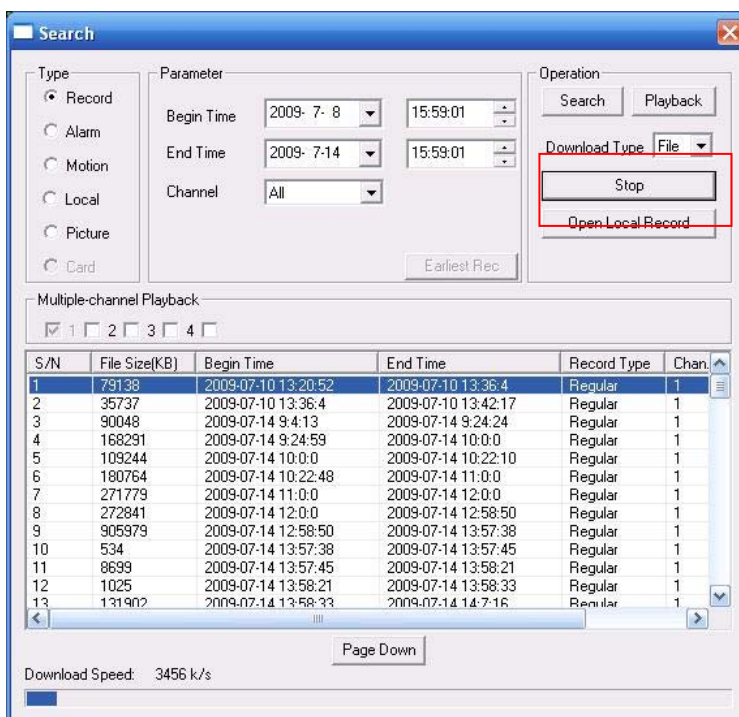 Search
Type
Record
Alarm
Motion
Local
Picture
Card
Parameter
Begin Time 2009- 7- 8 15:59:01
End Time 2009- 7-14 15:59:01
Channel All
Earliest Rec
Operation
Search Playback
Download Type File
Stop
Open Local Record
Multiple-channel Playback
1 2 3 4
S/N File Size(KB) Begin Time End Time Record Type Chan.
1 79138 2009-07-10 13:20:52 2009-07-10 13:36:4 Regular 1
2 35737 2009-07-10 13:36:4 2009-07-10 13:42:17 Regular 1
3 90048 2009-07-14 9:4:13 2009-07-14 9:24:24 Regular 1
4 168291 2009-07-14 9:24:59 2009-07-14 10:0:0 Regular 1
5 109244 2009-07-14 10:0:0 2009-07-14 10:22:10 Regular 1
6 180764 2009-07-14 10:22:48 2009-07-14 11:0:0 Regular 1
7 271779 2009-07-14 11:0:0 2009-07-14 12:0:0 Regular 1
8 272841 2009-07-14 12:0:0 2009-07-14 12:58:50 Regular 1
9 905979 2009-07-14 12:58:50 2009-07-14 13:57:38 Regular 1
10 534 2009-07-14 13:57:38 2009-07-14 13:57:45 Regular 1
11 8699 2009-07-14 13:57:45 2009-07-14 13:58:21 Regular 1
12 1025 2009-07-14 13:58:21 2009-07-14 13:58:33 Regular 1
13 131902 2009-07-14 13:58:33 2009-07-14 14:7:16 Regular 1
Page Down
Download Speed: 3456 k/s